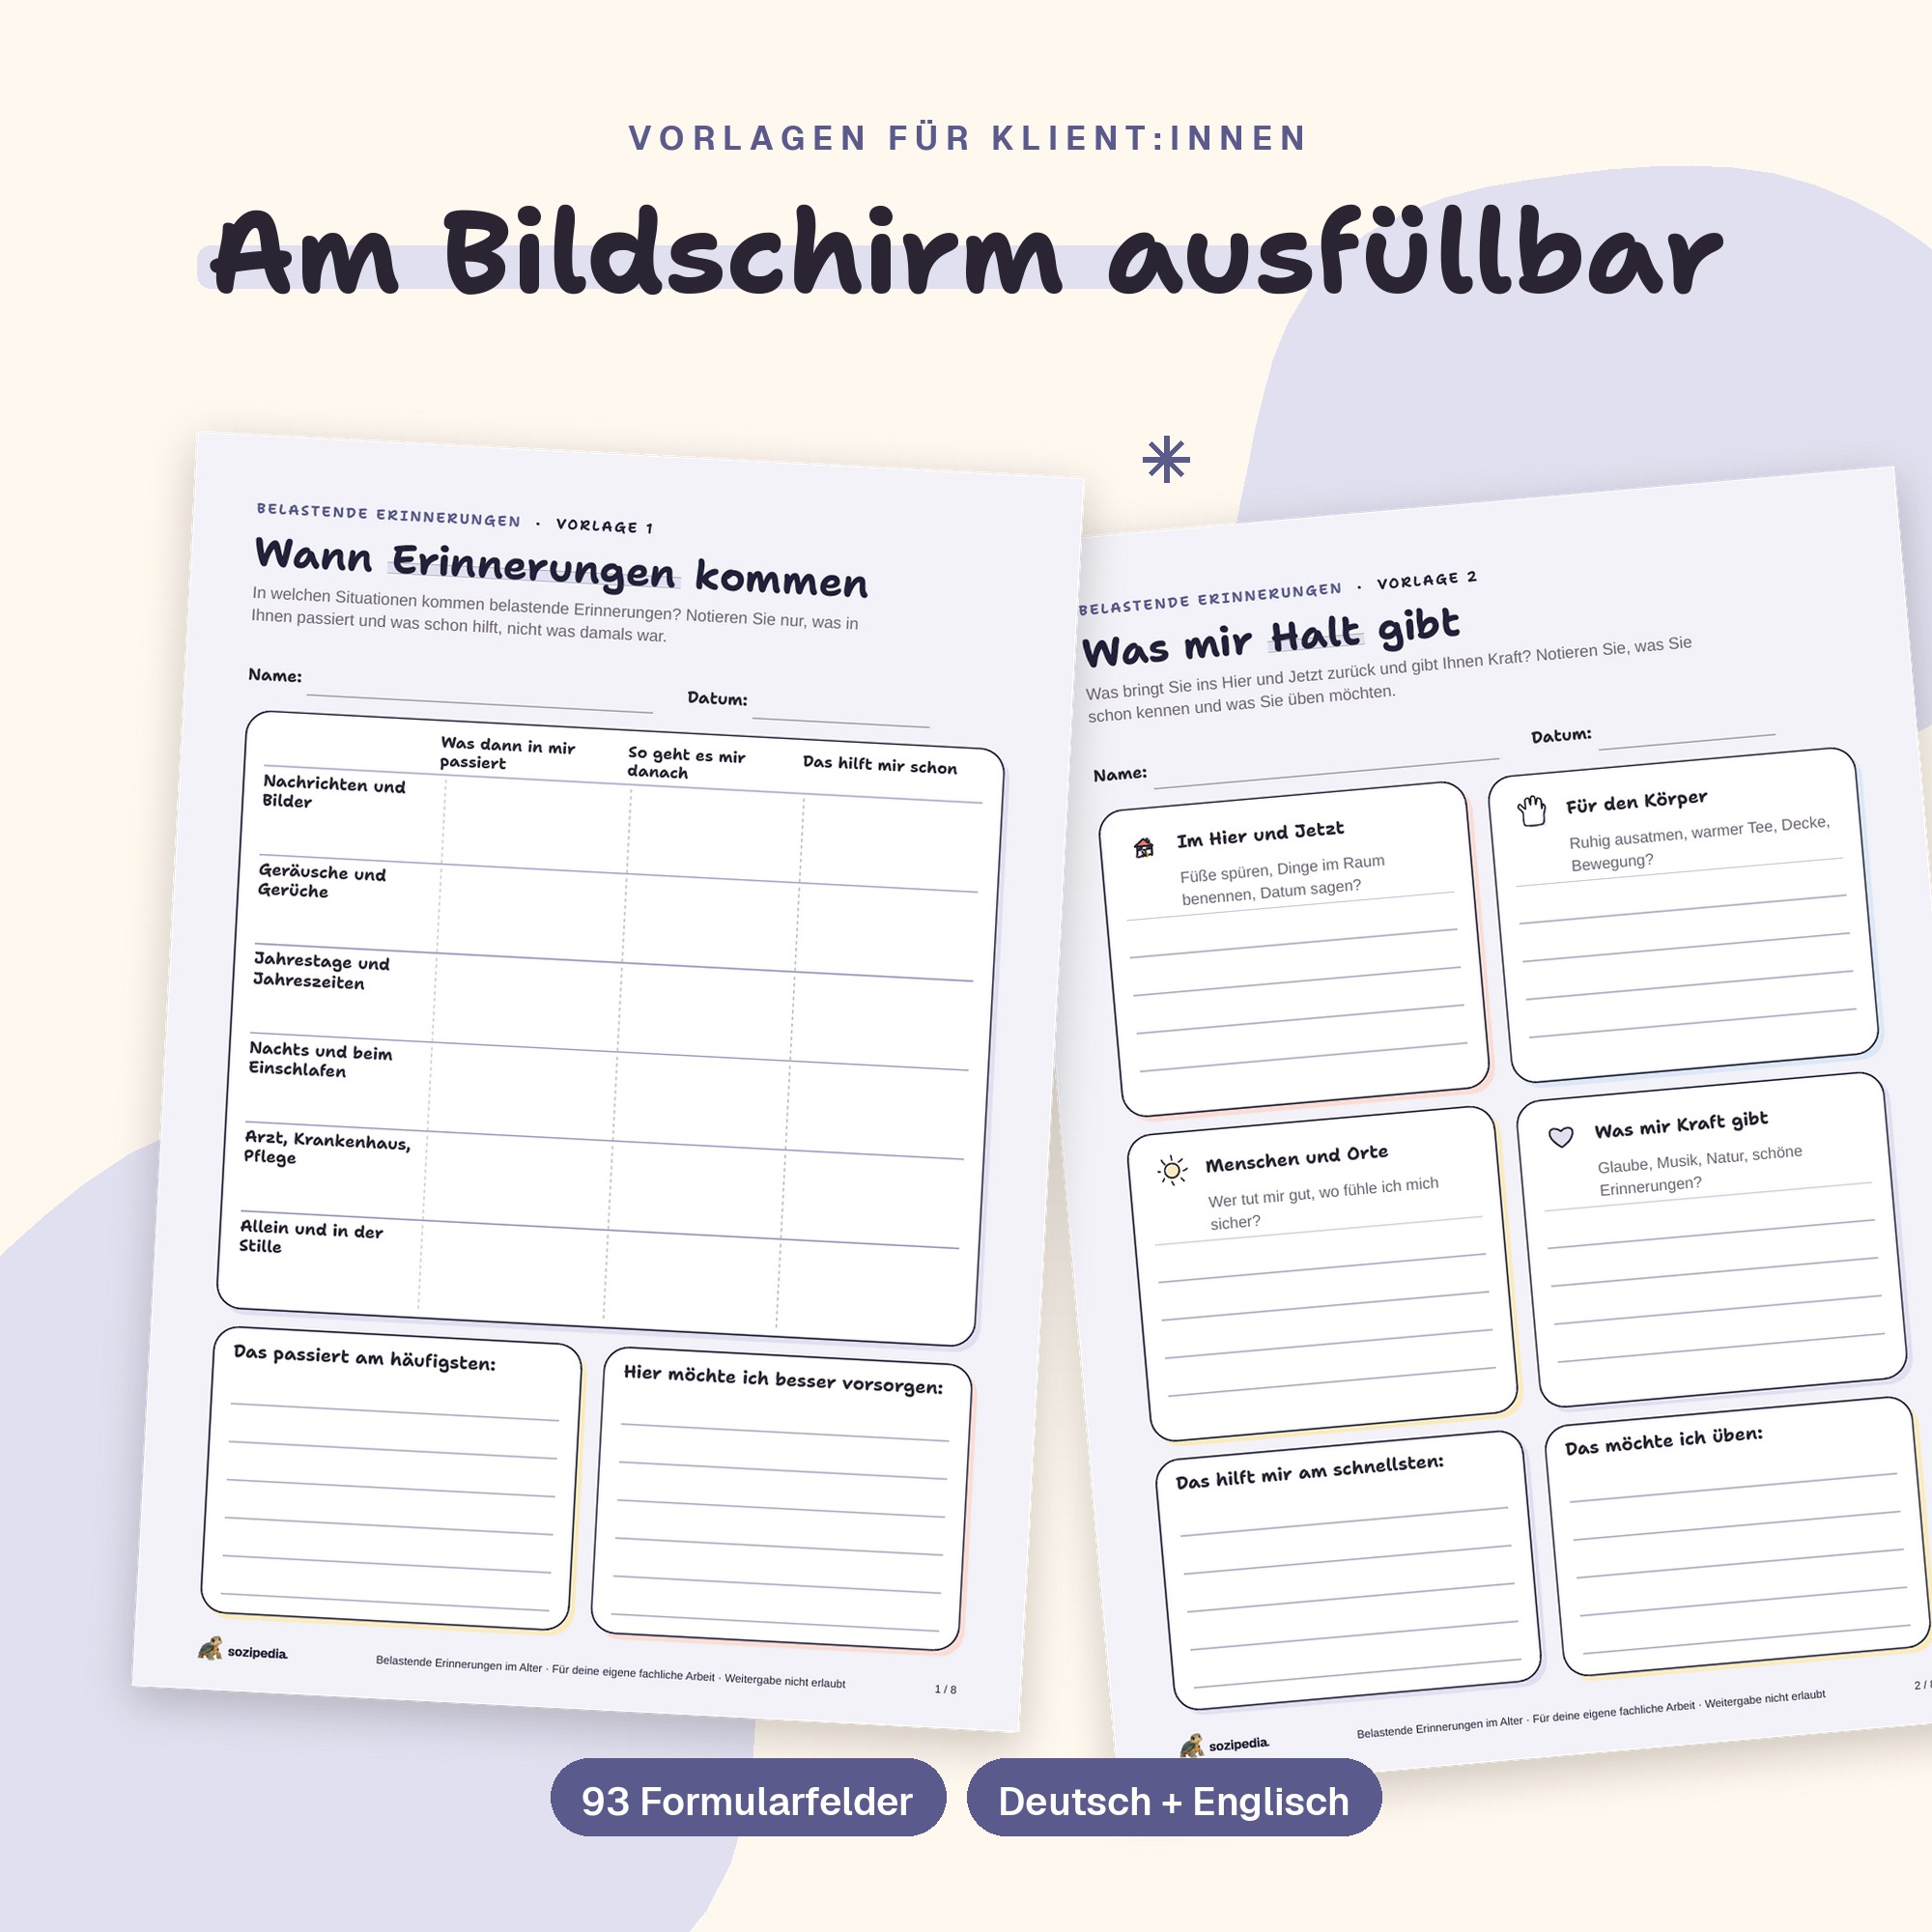 VORLAGEN FÜR KLIENT:INNEN
Am Bildschirm ausfüllbar
BELASTENDE ERINNERUNGEN · VORLAGE 1
Wann Erinnerungen kommen
In welchen Situationen kommen belastende Erinnerungen? Notieren Sie nur, was in
Ihnen passiert und was schon hilft, nicht was damals war.
Name:
Datum:
Was dann in mir
passiert
So geht es mir
danach
Das hilft mir schon
Nachrichten und
Bilder
Geräusche und
Gerüche
Jahrestage und
Jahreszeiten
Nachts und beim
Einschlafen
Arzt, Krankenhaus,
Pflege
Allein und in der
Stille
Das passiert am häufigsten:
Hier möchte ich besser vorsorgen:
sozipedia.
Belastende Erinnerungen im Alter · Für deine eigene fachliche Arbeit · Weitergabe nicht erlaubt
1 / 8
BELASTENDE ERINNERUNGEN · VORLAGE 2
Was mir Halt gibt
Was bringt Sie ins Hier und Jetzt zurück und gibt Ihnen Kraft? Notieren Sie, was Sie
schon kennen und was Sie üben möchten.
Name:
Datum:
Im Hier und Jetzt
Füße spüren, Dinge im Raum
benennen, Datum sagen?
Für den Körper
Ruhig ausatmen, warmer Tee, Decke,
Bewegung?
Menschen und Orte
Wer tut mir gut, wo fühle ich mich
sicher?
Was mir Kraft gibt
Glaube, Musik, Natur, schöne
Erinnerungen?
Das hilft mir am schnellsten:
Das möchte ich üben:
sozipedia.
Belastende Erinnerungen im Alter · Für deine eigene fachliche Arbeit · Weitergabe nicht erlaubt
2 / 8
93 Formularfelder
Deutsch + Englisch